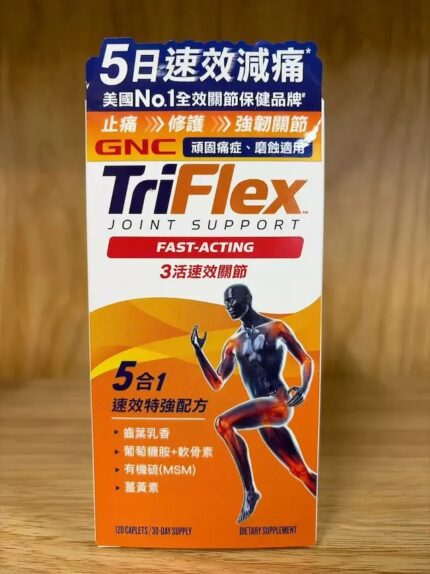 5日速效減痛*
美國No.1全效關節保健品牌#
止痛 》》 修護 》》 強韌關節
GNC 頑固痛症、磨蝕適用
TriFlex™
JOINT SUPPORT
FAST-ACTING
3活速效關節
5合1
速效特強配方
‣ 齒葉乳香
‣ 葡萄糖胺+軟骨素
‣ 有機硫(MSM)
‣ 薑黃素
120 CAPLETS/30-DAY SUPPLY DIETARY SUPPLEMENT